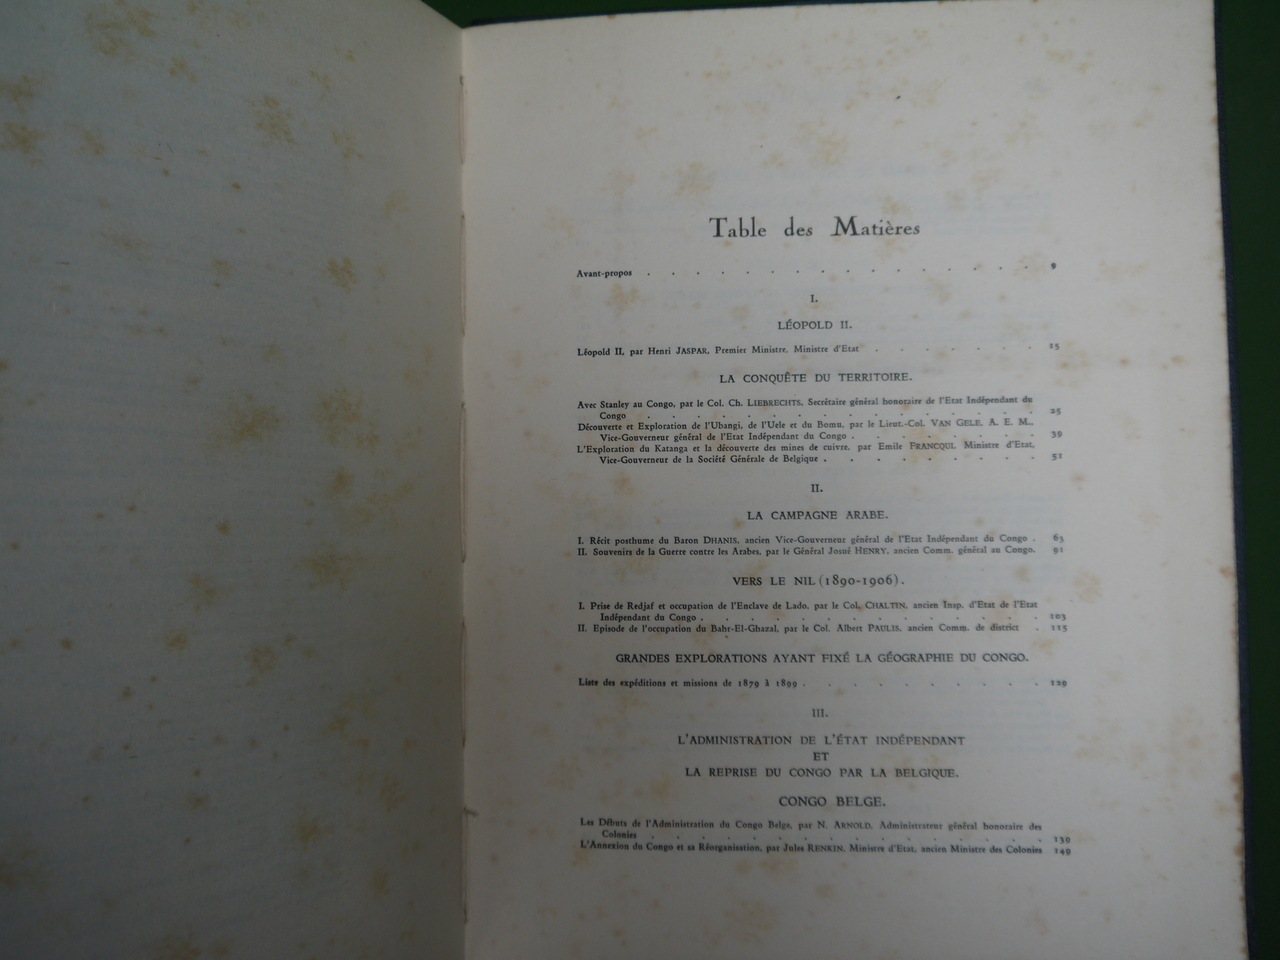 Table des Matières
Avant-propos . . . . . . . . . . . . . . . . 9
I.
LÉOPOLD II.
Léopold II, par Henri JASPAR, Premier Ministre, Ministre d'Etat . . . . . . . 15
LA CONQUÊTE DU TERRITOIRE.
Avec Stanley au Congo, par le Col. Ch. LIEBRECHTS, Secrétaire général honoraire de l'Etat Indépendant du
Congo . . . . . . . . . . . . . . . . 25
Découverte et Exploration de l'Ubangi, de l'Uele et du Bomu, par le Lieut.-Col. VAN GELE, A. E. M.,
Vice-Gouverneur général de l'Etat Indépendant du Congo . . . . . . . . 39
L'Exploration du Katanga et la découverte des mines de cuivre, par Emile FRANCQUI, Ministre d'Etat,
Vice-Gouverneur de la Société Générale de Belgique . . . . . . . . . 51
II.
LA CAMPAGNE ARABE.
I. Récit posthume du Baron DHANIS, ancien Vice-Gouverneur général de l'Etat Indépendant du Congo . 63
II. Souvenirs de la Guerre contre les Arabes, par le Général Josué HENRY, ancien Comm. général au Congo. 91
VERS LE NIL (1890-1906).
I. Prise de Redjaf et occupation de l'Enclave de Lado, par le Col. CHALTIN, ancien Insp. d'Etat de l'Etat
Indépendant du Congo . . . . . . . . . . . . . . 103
II. Episode de l'occupation du Bahr-El-Ghazal, par le Col. Albert PAULIS, ancien Comm. de district . 115
GRANDES EXPLORATIONS AYANT FIXÉ LA GÉOGRAPHIE DU CONGO.
Liste des expéditions et missions de 1879 à 1899 . . . . . . . . . . 129
III.
L'ADMINISTRATION DE L'ÉTAT INDÉPENDANT
ET
LA REPRISE DU CONGO PAR LA BELGIQUE.
CONGO BELGE.
Les Débuts de l'Administration du Congo Belge, par N. ARNOLD, Administrateur général honoraire des
Colonies . . . . . . . . . . . . . . . . 139
L'Annexion du Congo et sa Réorganisation, par Jules RENKIN, Ministre d'Etat, ancien Ministre des Colonies 149